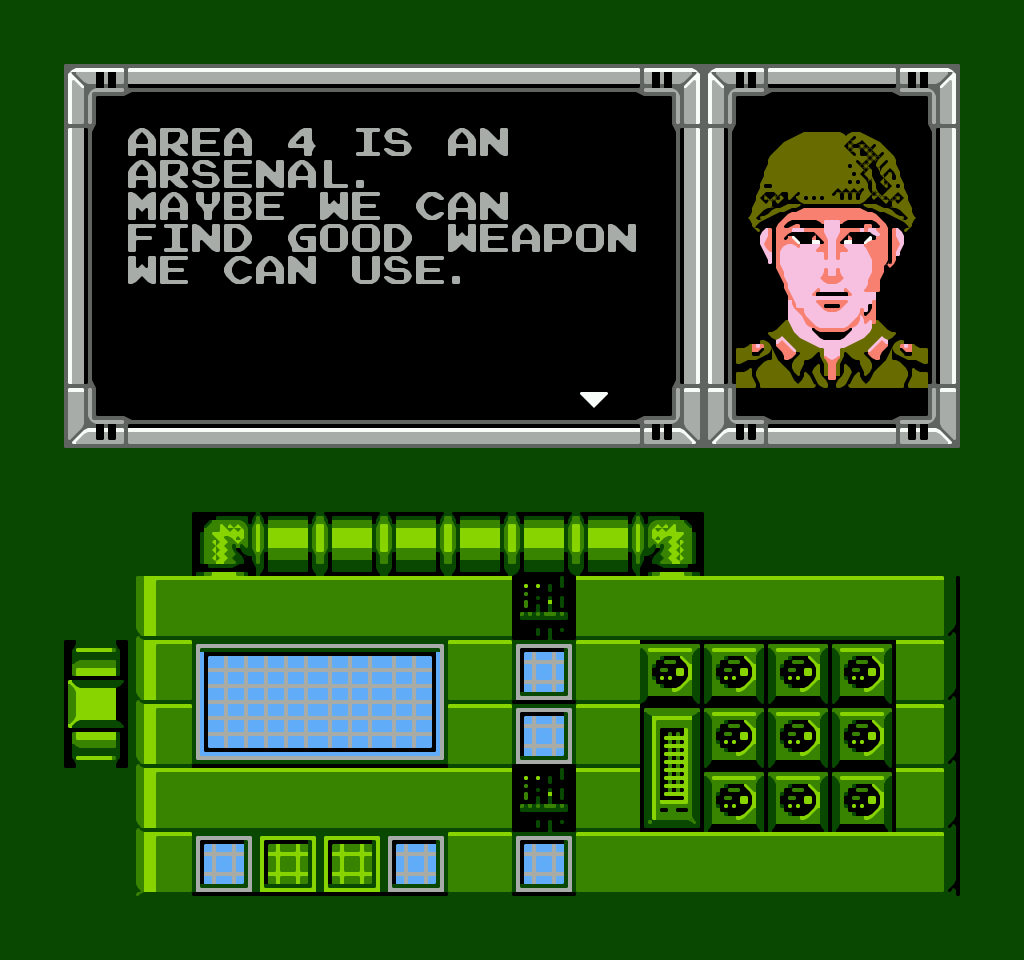 AREA 4 IS AN
ARSENAL.
MAYBE WE CAN
FIND GOOD WEAPON
WE CAN USE.